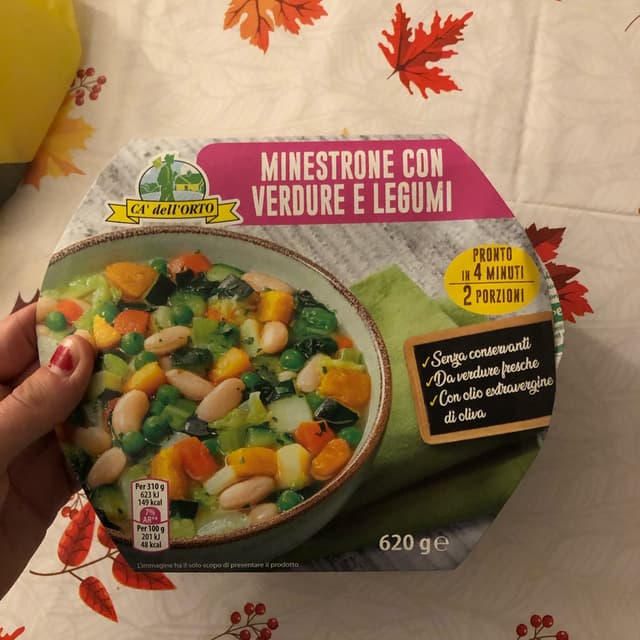 CA' dell'ORTO
MINESTRONE CON
VERDURE E LEGUMI
PRONTO
IN 4 MINUTI
2 PORZIONI
✓Senza conservanti
✓Da verdure fresche
✓Con olio extravergine
di oliva
Per 310 g
623 kJ
149 kcal
7%
AR**
Per 100 g
201 kJ
48 kcal
620 g℮
L'immagine ha il solo scopo di presentare il prodotto